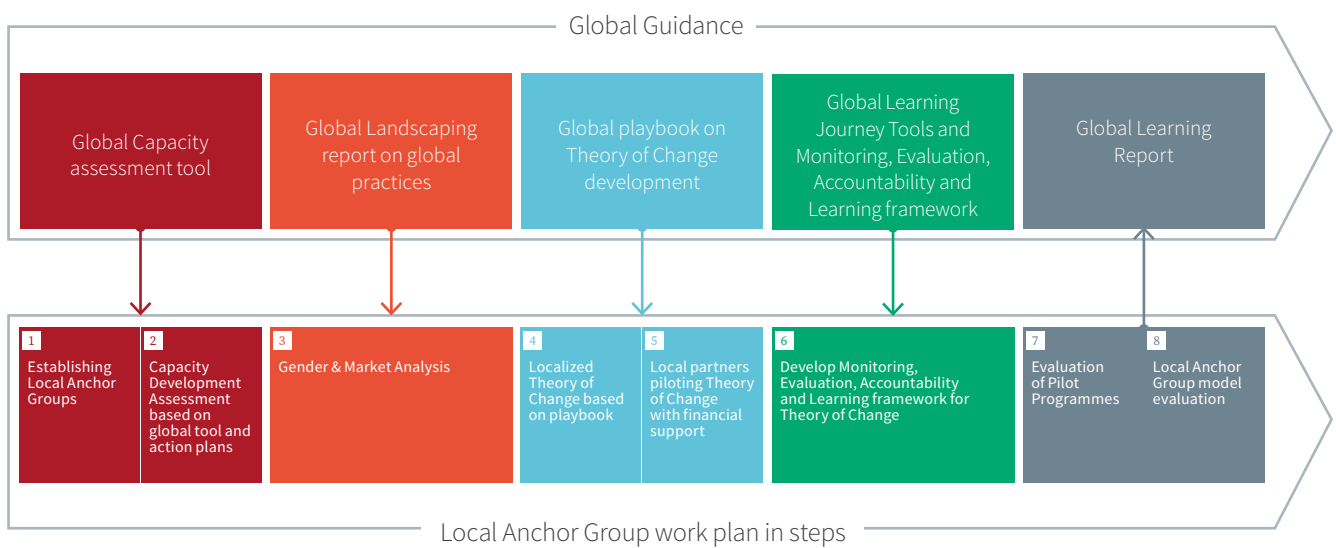 Global Guidance
Global Capacity
assessment tool
Global Landscaping
report on global
practices
Global playbook on
Theory of Change
development
Global Learning
Journey Tools and
Monitoring, Evaluation,
Accountability and
Learning framework
Global Learning
Report
1
Establishing
Local Anchor
Groups
2
Capacity
Development
Assessment
based on
global tool and
action plans
3
Gender & Market Analysis
4
Localized
Theory of
Change based
on playbook
5
Local partners
piloting Theory
of Change
with financial
support
6
Develop Monitoring,
Evaluation, Accountability
and Learning framework for
Theory of Change
7
Evaluation
of Pilot
Programmes
8
Local Anchor
Group model
evaluation
Local Anchor Group work plan in steps